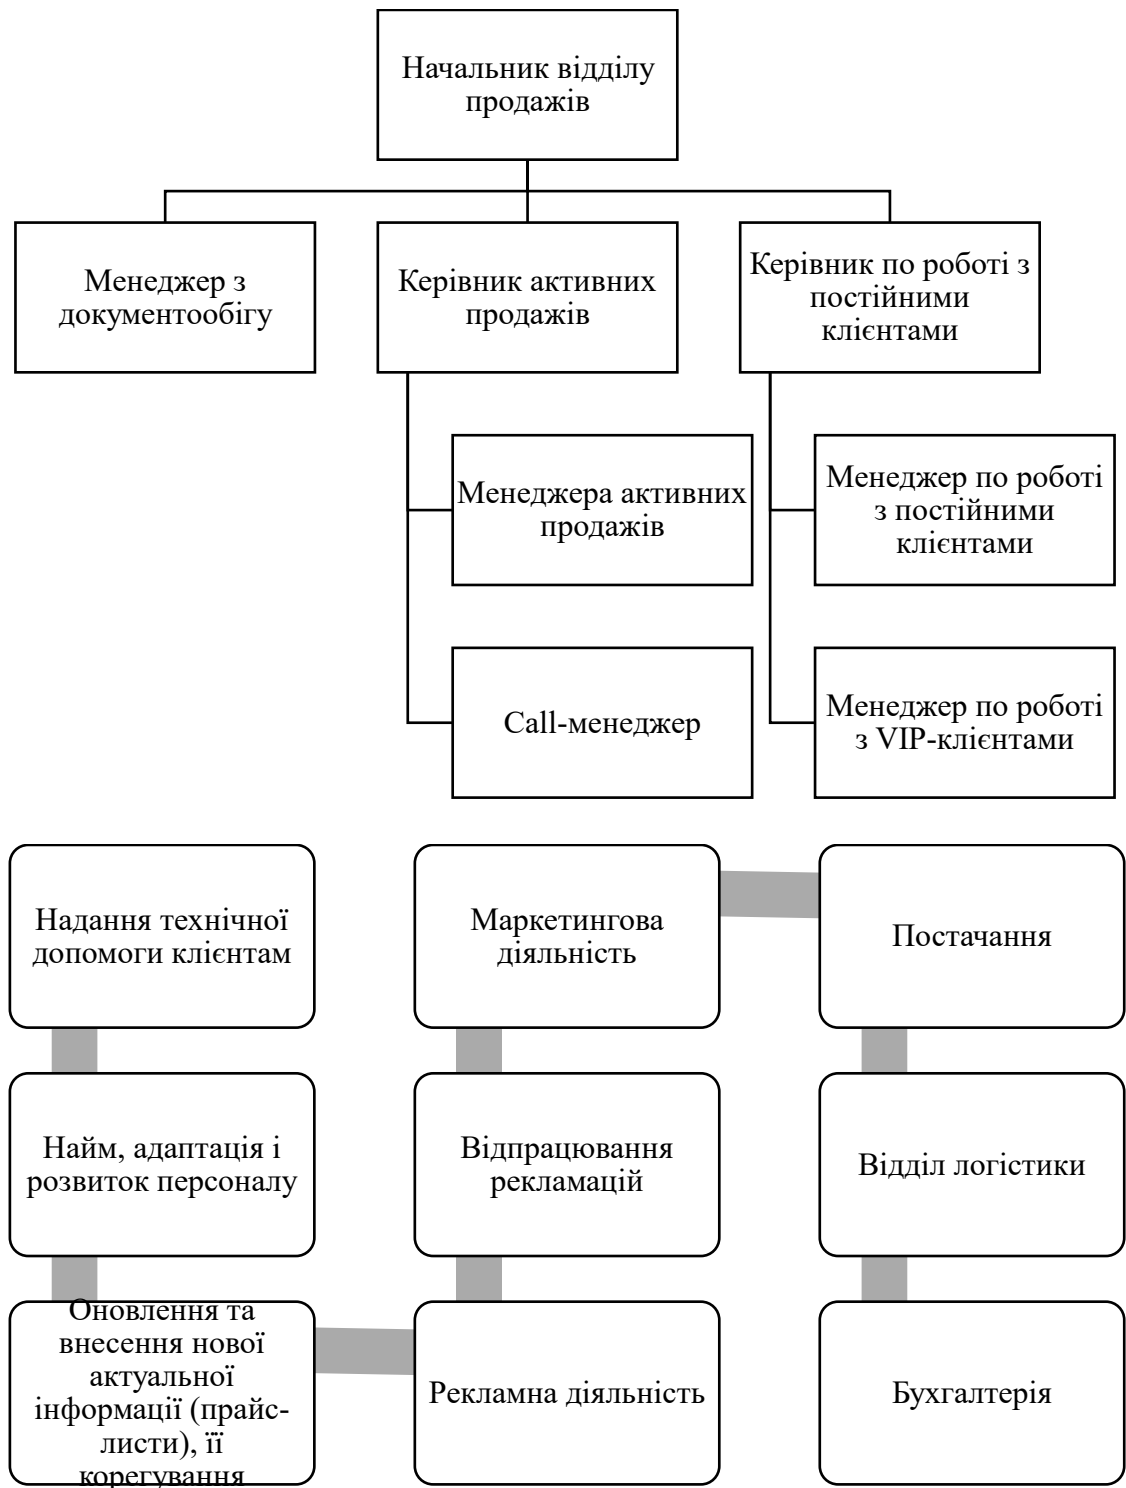 Начальник відділу
продажів
Менеджер з
документообігу
Керівник активних
продажів
Керівник по роботі з
постійними
клієнтами
Менеджера активних
продажів
Менеджер по роботі
з постійними
клієнтами
Call-менеджер
Менеджер по роботі
з VIP-клієнтами
Надання технічної
допомоги клієнтам
Маркетингова
діяльність
Постачання
Найм, адаптація і
розвиток персоналу
Відпрацювання
рекламацій
Відділ логістики
Оновлення та
внесення нової
актуальної
інформації (прайс-
листи), її
корегування
Рекламна діяльність
Бухгалтерія